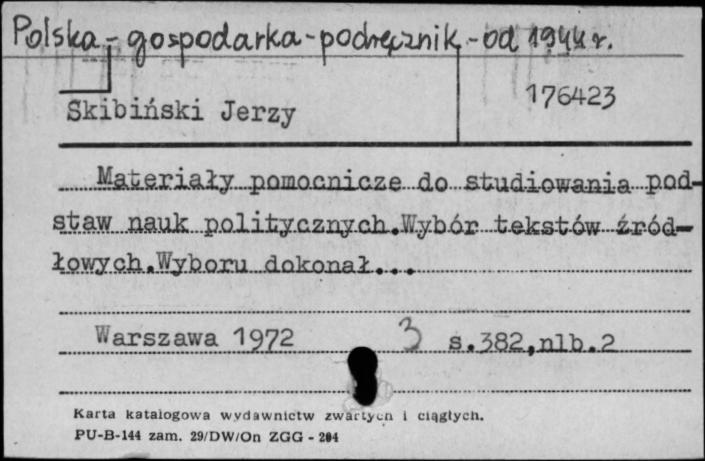 Polska - gospodarka - podręcznik - od 1944 r.
Skibiński Jerzy
176423
Materiały pomocnicze do studiowania pod-
staw nauk politycznych.Wybór tekstów źród-
łowych.Wyboru dokonał...
Warszawa 1972 3 s.382,nlb.2
Karta katalogowa wydawnictw zwartych i ciągłych.
PU-B-144 zam. 29/DW/On ZGG - 204